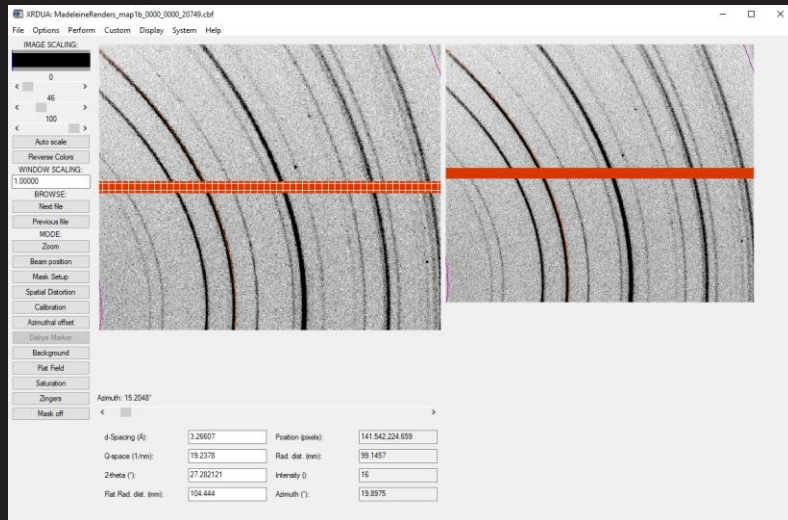 XRDUA: MadeleineRenders_map1b_0000_0000_20749.cbf
File Options Perform Custom Display System Help
IMAGE SCALING:
0
46
100
Auto scale
Reverse Colors
WINDOW SCALING:
1.00000
BROWSE:
Next file
Previous file
MODE:
Zoom
Beam position
Mask Setup
Spatial Distortion
Calibration
Azimuthal offset
Debye Marker
Background
Flat Field
Saturation
Zingers
Mask off
Azimuth: 15.2048°
d-Spacing (Å): 3.26607 Position (pixels): 141.542,224.659
Q-space (1/nm): 19.2378 Rad. dist. (mm): 99.1457
2-theta (°): 27.282121 Intensity (): 16
Flat Rad. dist. (mm): 104.444 Azimuth (°): 19.8975